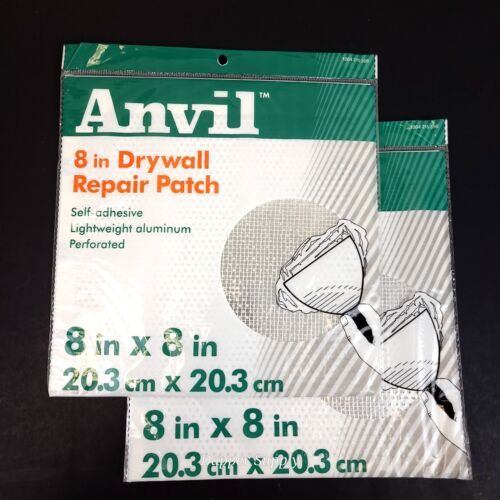 Anvil™
8 in Drywall
Repair Patch
Self-adhesive
Lightweight aluminum
Perforated
8 in x 8 in
20.3 cm x 20.3 cm
8 in x 8 in
20.3 cm x 20.3 cm